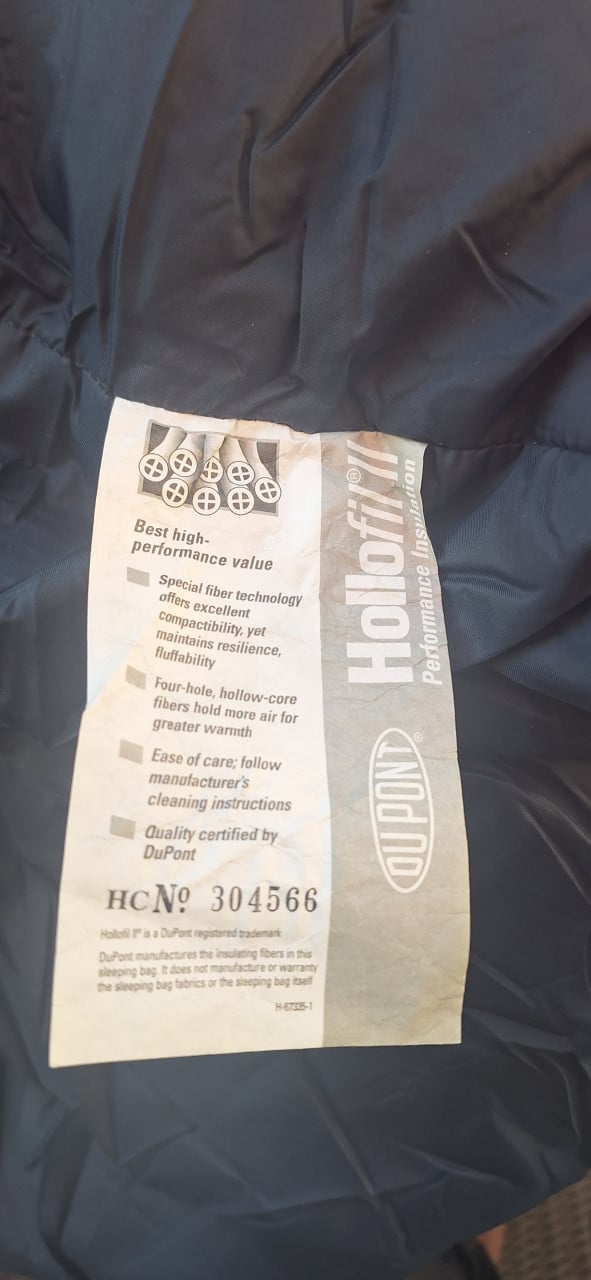 Best high-
performance value
Special fiber technology
offers excellent
compactibility, yet
maintains resilience,
fluffability
Four-hole, hollow-core
fibers hold more air for
greater warmth
Ease of care; follow
manufacturer's
cleaning instructions
Quality certified by
DuPont
HC Nº 304566
Hollofil II® is a DuPont registered trademark
DuPont manufactures the insulating fibers in this
sleeping bag. It does not manufacture or warranty
the sleeping bag fabrics or the sleeping bag itself
H-67335-1
Hollofil® II
Performance Insulation
DUPONT®